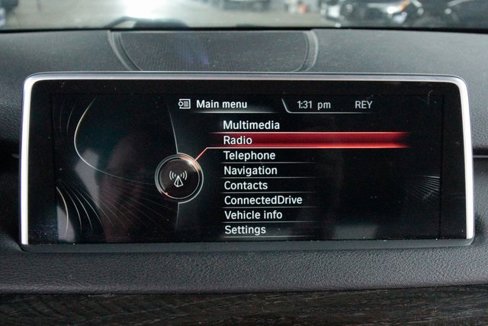 Main menu 1:31 pm REY
Multimedia
Radio
Telephone
Navigation
Contacts
ConnectedDrive
Vehicle info
Settings